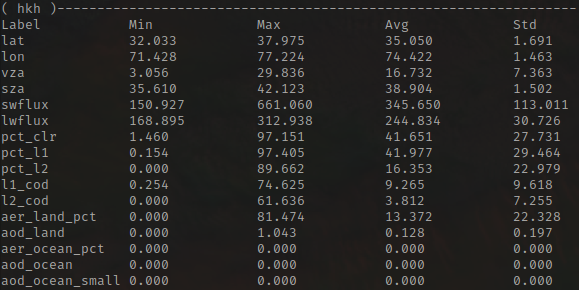 ( hkh )------------------------------------------------------------------
Label Min Max Avg Std
lat 32.033 37.975 35.050 1.691
lon 71.428 77.224 74.422 1.463
vza 3.056 29.836 16.732 7.363
sza 35.610 42.123 38.904 1.502
swflux 150.927 661.060 345.650 113.011
lwflux 168.895 312.938 244.834 30.726
pct_clr 1.460 97.151 41.651 27.731
pct_l1 0.154 97.405 41.977 29.464
pct_l2 0.000 89.662 16.353 22.979
l1_cod 0.254 74.625 9.265 9.618
l2_cod 0.000 61.636 3.812 7.255
aer_land_pct 0.000 81.474 13.372 22.328
aod_land 0.000 1.043 0.128 0.197
aer_ocean_pct 0.000 0.000 0.000 0.000
aod_ocean 0.000 0.000 0.000 0.000
aod_ocean_small 0.000 0.000 0.000 0.000